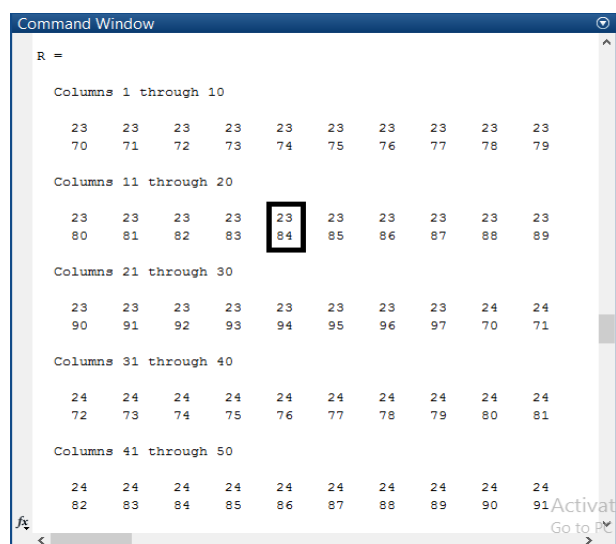 Command Window
R =
Columns 1 through 10
23 23 23 23 23 23 23 23 23 23
70 71 72 73 74 75 76 77 78 79
Columns 11 through 20
23 23 23 23 23 23 23 23 23 23
80 81 82 83 84 85 86 87 88 89
Columns 21 through 30
23 23 23 23 23 23 23 23 24 24
90 91 92 93 94 95 96 97 70 71
Columns 31 through 40
24 24 24 24 24 24 24 24 24 24
72 73 74 75 76 77 78 79 80 81
Columns 41 through 50
24 24 24 24 24 24 24 24 24 24
82 83 84 85 86 87 88 89 90 91
Activat
Go to PC
fx